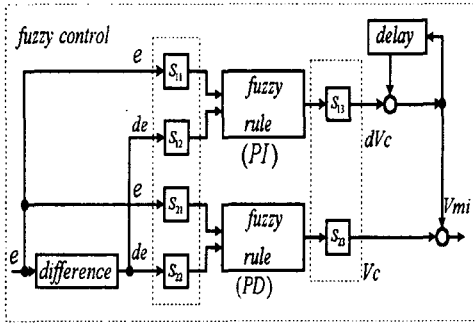 fuzzy control
delay
e
S11
fuzzy
rule
(PI)
S13
de
S12
dVc
e
S21
fuzzy
rule
(PD)
S23
Vmi
e
difference
de
S22
Vc